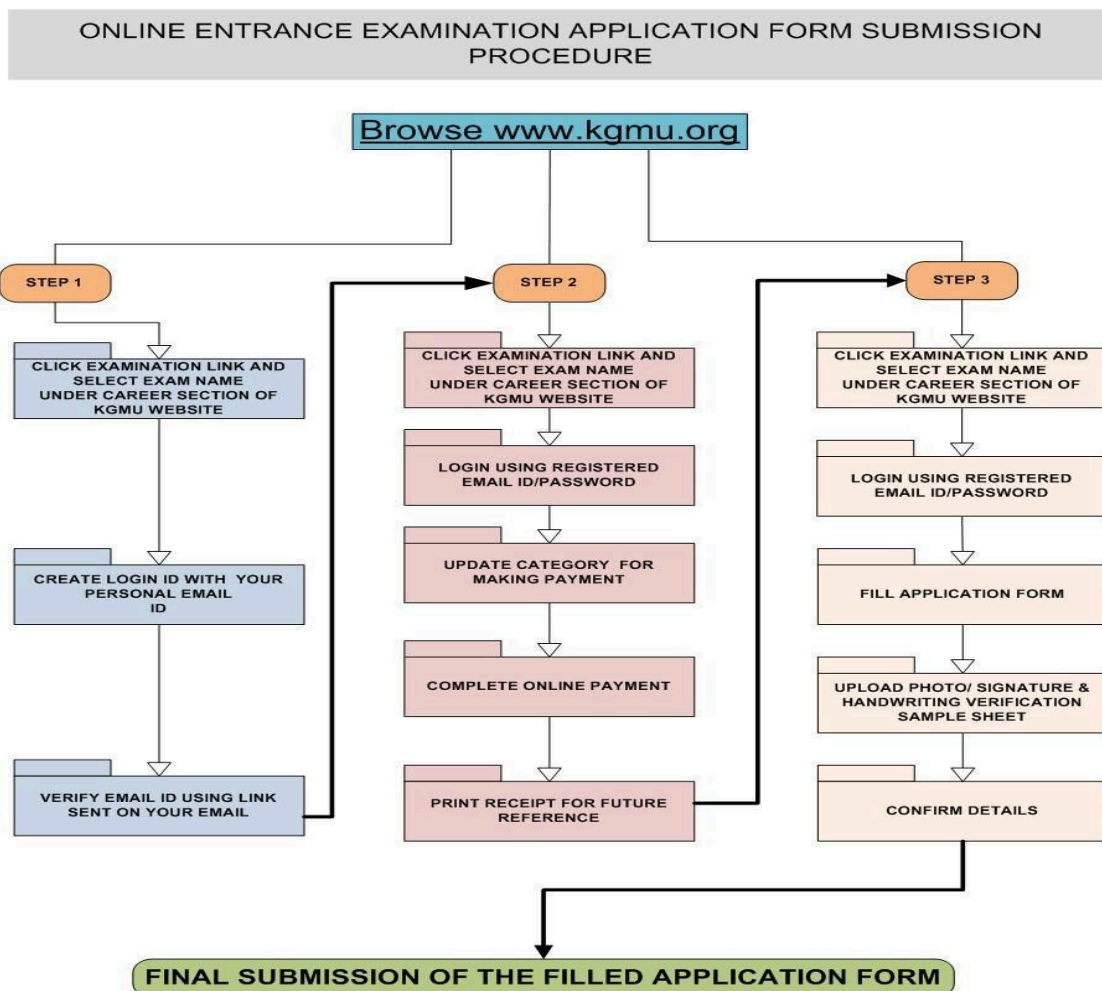 ONLINE ENTRANCE EXAMINATION APPLICATION FORM SUBMISSION
PROCEDURE
Browse www.kgmu.org
STEP 1
CLICK EXAMINATION LINK AND
SELECT EXAM NAME
UNDER CAREER SECTION OF
KGMU WEBSITE
CREATE LOGIN ID WITH YOUR
PERSONAL EMAIL
ID
VERIFY EMAIL ID USING LINK
SENT ON YOUR EMAIL
STEP 2
CLICK EXAMINATION LINK AND
SELECT EXAM NAME
UNDER CAREER SECTION OF
KGMU WEBSITE
LOGIN USING REGISTERED
EMAIL ID/PASSWORD
UPDATE CATEGORY FOR
MAKING PAYMENT
COMPLETE ONLINE PAYMENT
PRINT RECEIPT FOR FUTURE
REFERENCE
STEP 3
CLICK EXAMINATION LINK AND
SELECT EXAM NAME
UNDER CAREER SECTION OF
KGMU WEBSITE
LOGIN USING REGISTERED
EMAIL ID/PASSWORD
FILL APPLICATION FORM
UPLOAD PHOTO/ SIGNATURE &
HANDWRITING VERIFICATION
SAMPLE SHEET
CONFIRM DETAILS
FINAL SUBMISSION OF THE FILLED APPLICATION FORM